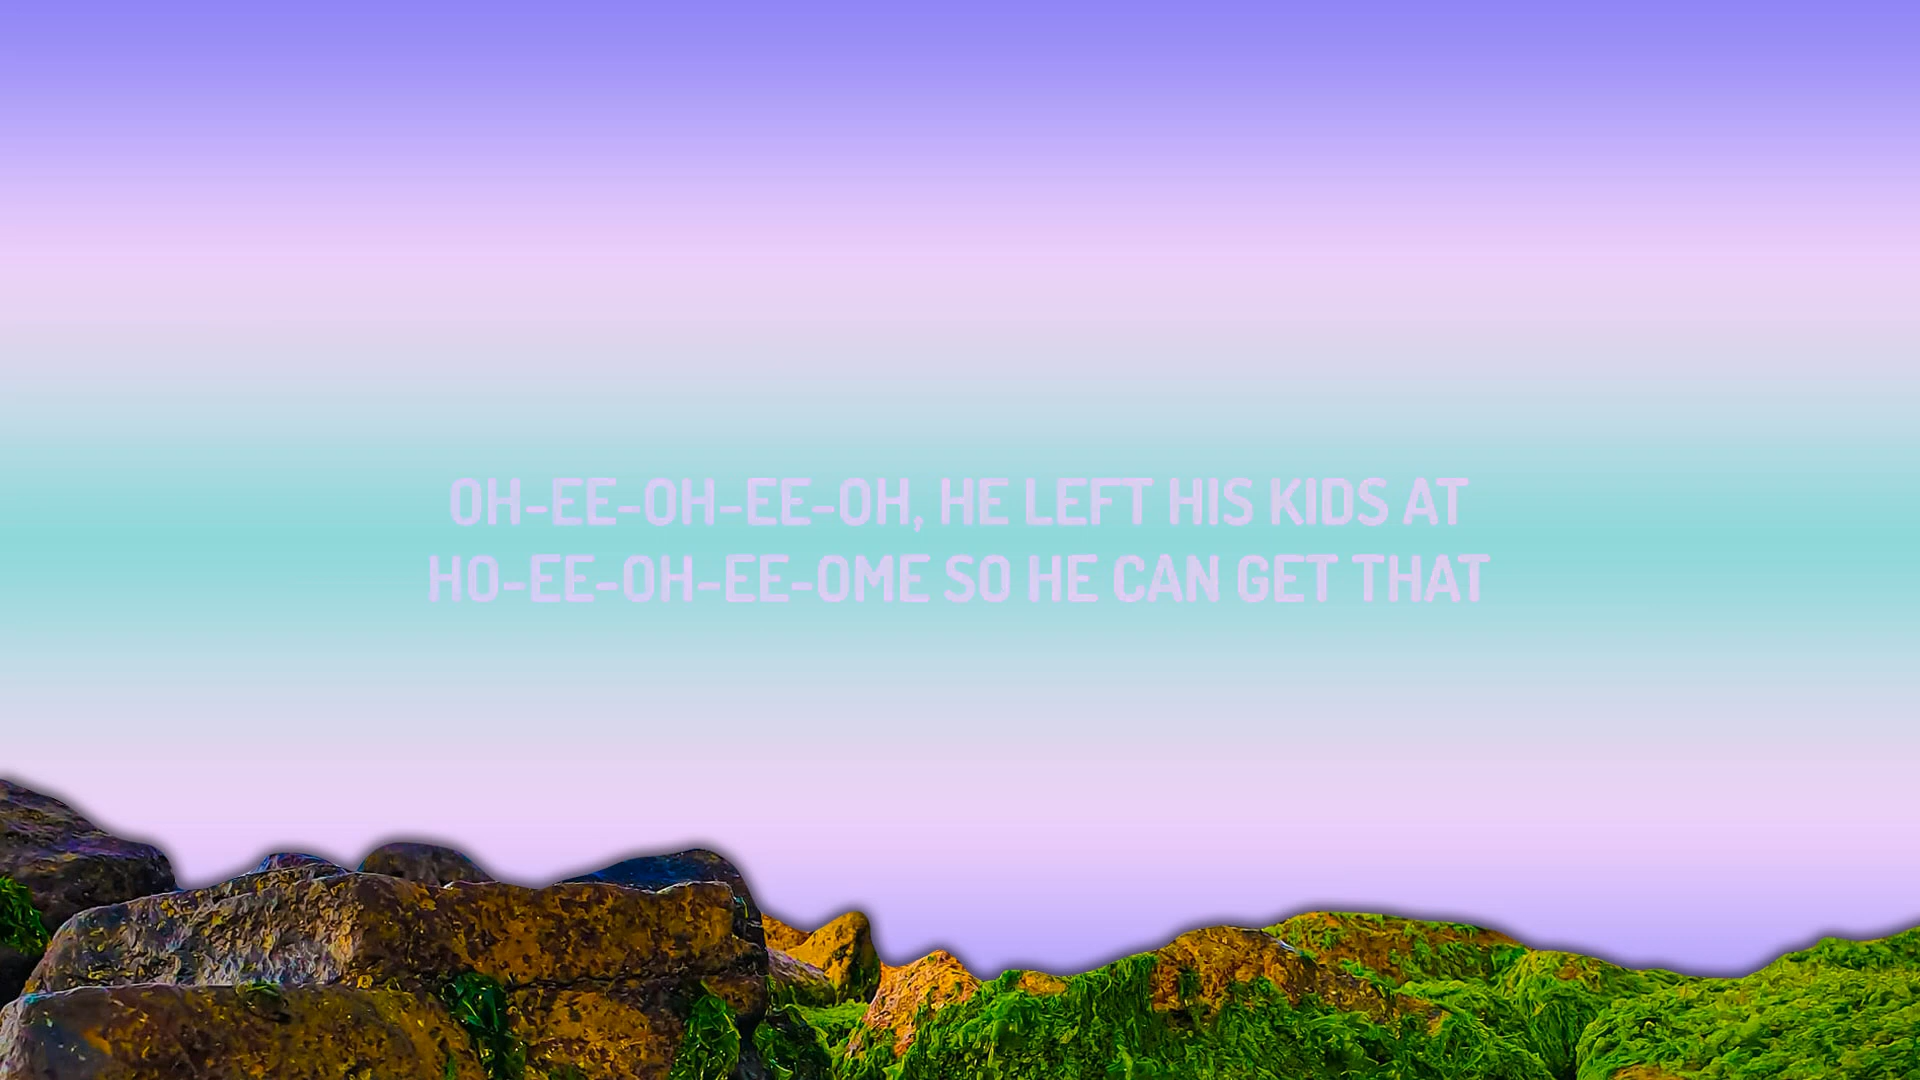 OH-EE-OH-EE-OH, HE LEFT HIS KIDS AT
HO-EE-OH-EE-OME SO HE CAN GET THAT